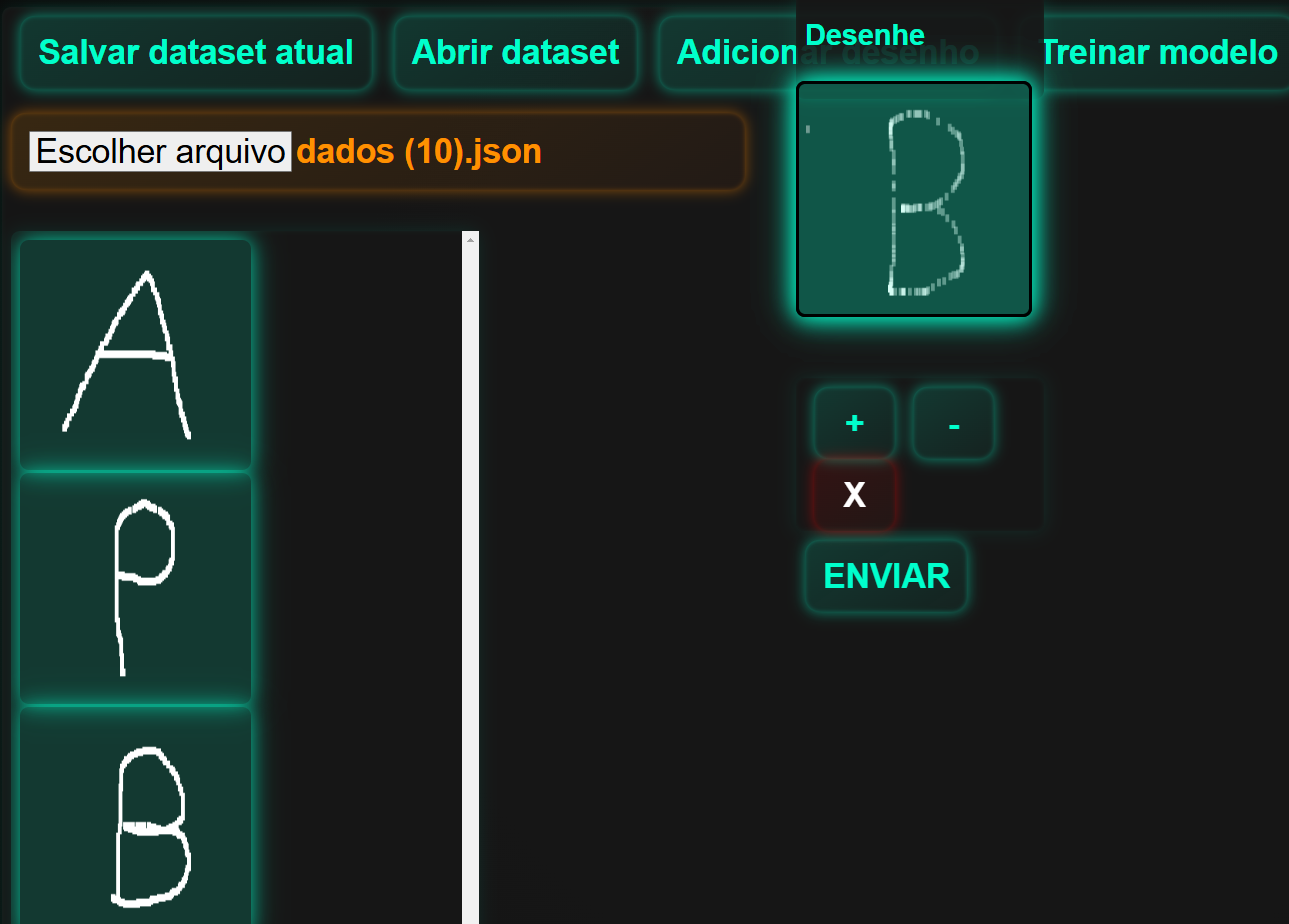 Salvar dataset atual
Abrir dataset
Adicionar desenho
Treinar modelo
Desenhe
Escolher arquivo dados (10).json
A
P
B
B
+
-
X
ENVIAR